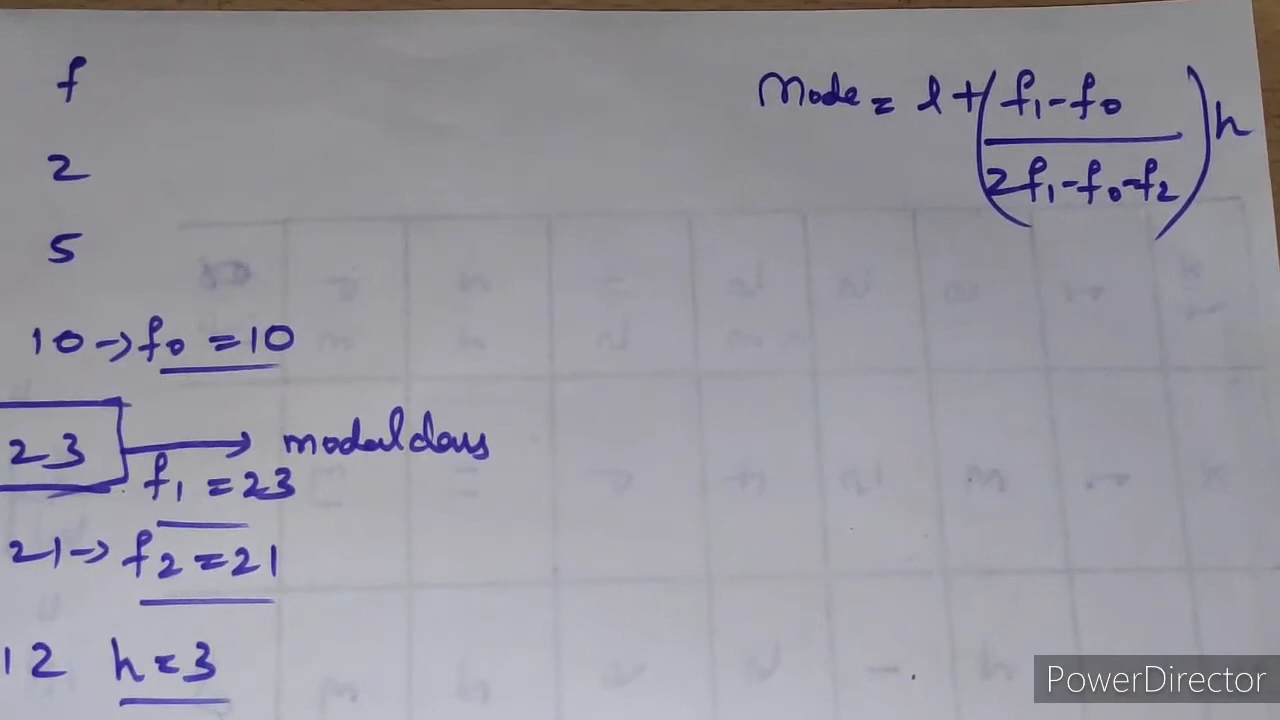 f
Mode = l + ( f₁-f₀ / 2f₁-f₀-f₂ ) h
2
5
10 → f₀ = 10
23 → modal class
f₁ = 23
21 → f₂ = 21
12 h = 3
PowerDirector